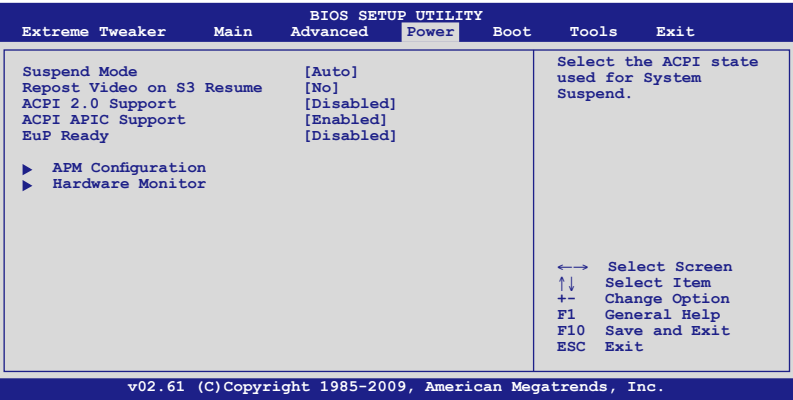 BIOS SETUP UTILITY
Extreme Tweaker Main Advanced Power Boot Tools Exit
Suspend Mode [Auto]
Repost Video on S3 Resume [No]
ACPI 2.0 Support [Disabled]
ACPI APIC Support [Enabled]
EuP Ready [Disabled]
▶ APM Configuration
▶ Hardware Monitor
Select the ACPI state
used for System
Suspend.
←→ Select Screen
↑↓ Select Item
+- Change Option
F1 General Help
F10 Save and Exit
ESC Exit
v02.61 (C)Copyright 1985-2009, American Megatrends, Inc.